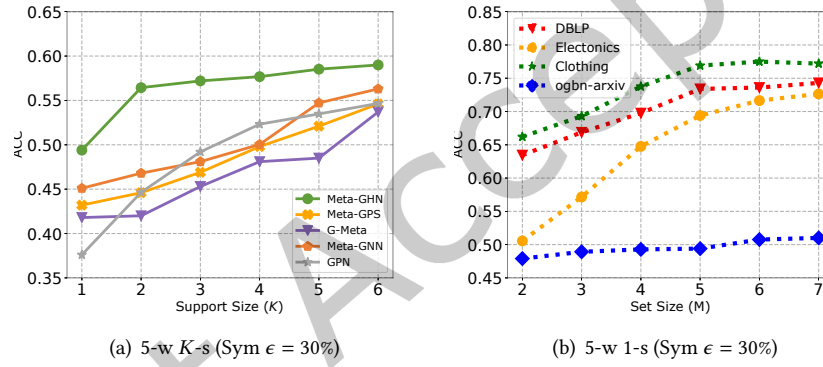 0.65
0.60
0.55
0.50
0.45
0.40
0.35
ACC
1 2 3 4 5 6
Support Size (K)
Meta-GHN
Meta-GPS
G-Meta
Meta-GNN
GPN
(a) 5-w K-s (Sym ϵ = 30%)
0.85
0.80
0.75
0.70
0.65
0.60
0.55
0.50
0.45
ACC
2 3 4 5 6 7
Set Size (M)
DBLP
Electonics
Clothing
ogbn-arxiv
(b) 5-w 1-s (Sym ϵ = 30%)